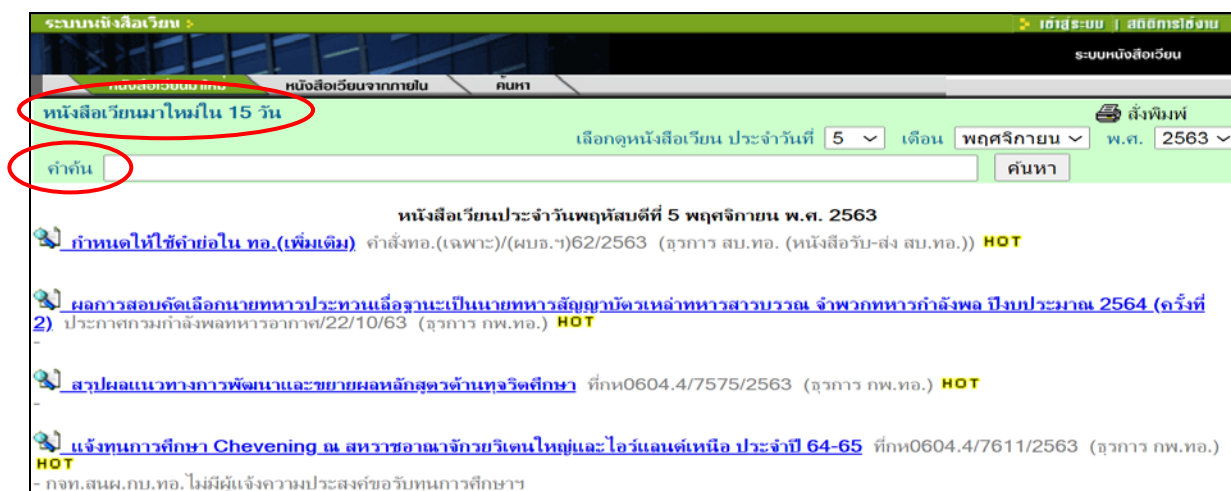 ระบบหนังสือเวียน :
เข้าสู่ระบบ | สถิติการใช้งาน
ระบบหนังสือเวียน
หนังสือเวียนมาใหม่ หนังสือเวียนจากภายใน ค้นหา
หนังสือเวียนมาใหม่ใน 15 วัน สั่งพิมพ์
เลือกดูหนังสือเวียน ประจำวันที่ 5 เดือน พฤศจิกายน พ.ศ. 2563
คำค้น ค้นหา
หนังสือเวียนประจำวันพฤหัสบดีที่ 5 พฤศจิกายน พ.ศ. 2563
กำหนดให้ใช้คำย่อใน ทอ.(เพิ่มเติม) คำสั่งทอ.(เฉพาะ)/(ผบธ.ฯ)62/2563 (ธุรการ สบ.ทอ. (หนังสือรับ-ส่ง สบ.ทอ.)) HOT
ผลการสอบคัดเลือกนายทหารประทวนเลื่อฐานะเป็นนายทหารสัญญาบัตรเหล่าทหารสารบรรณ จำพวกทหารกำลังพล ปีงบประมาณ 2564 (ครั้งที่
2) ประกาศกรมกำลังพลทหารอากาศ/22/10/63 (ธุรการ กพ.ทอ.) HOT
-
สรุปผลแนวทางการพัฒนาและขยายผลหลักสูตรด้านทุจริตศึกษา ที่กห0604.4/7575/2563 (ธุรการ กพ.ทอ.) HOT
-
แจ้งทุนการศึกษา Chevening ณ สหราชอาณาจักรยริเตนใหญ่และไอร์แลนด์เหนือ ประจำปี 64-65 ที่กห0604.4/7611/2563 (ธุรการ กพ.ทอ.)
HOT
- กจท.สนผ.กบ.ทอ. ไม่มีผู้แจ้งความประสงค์ขอรับทุนการศึกษาฯ